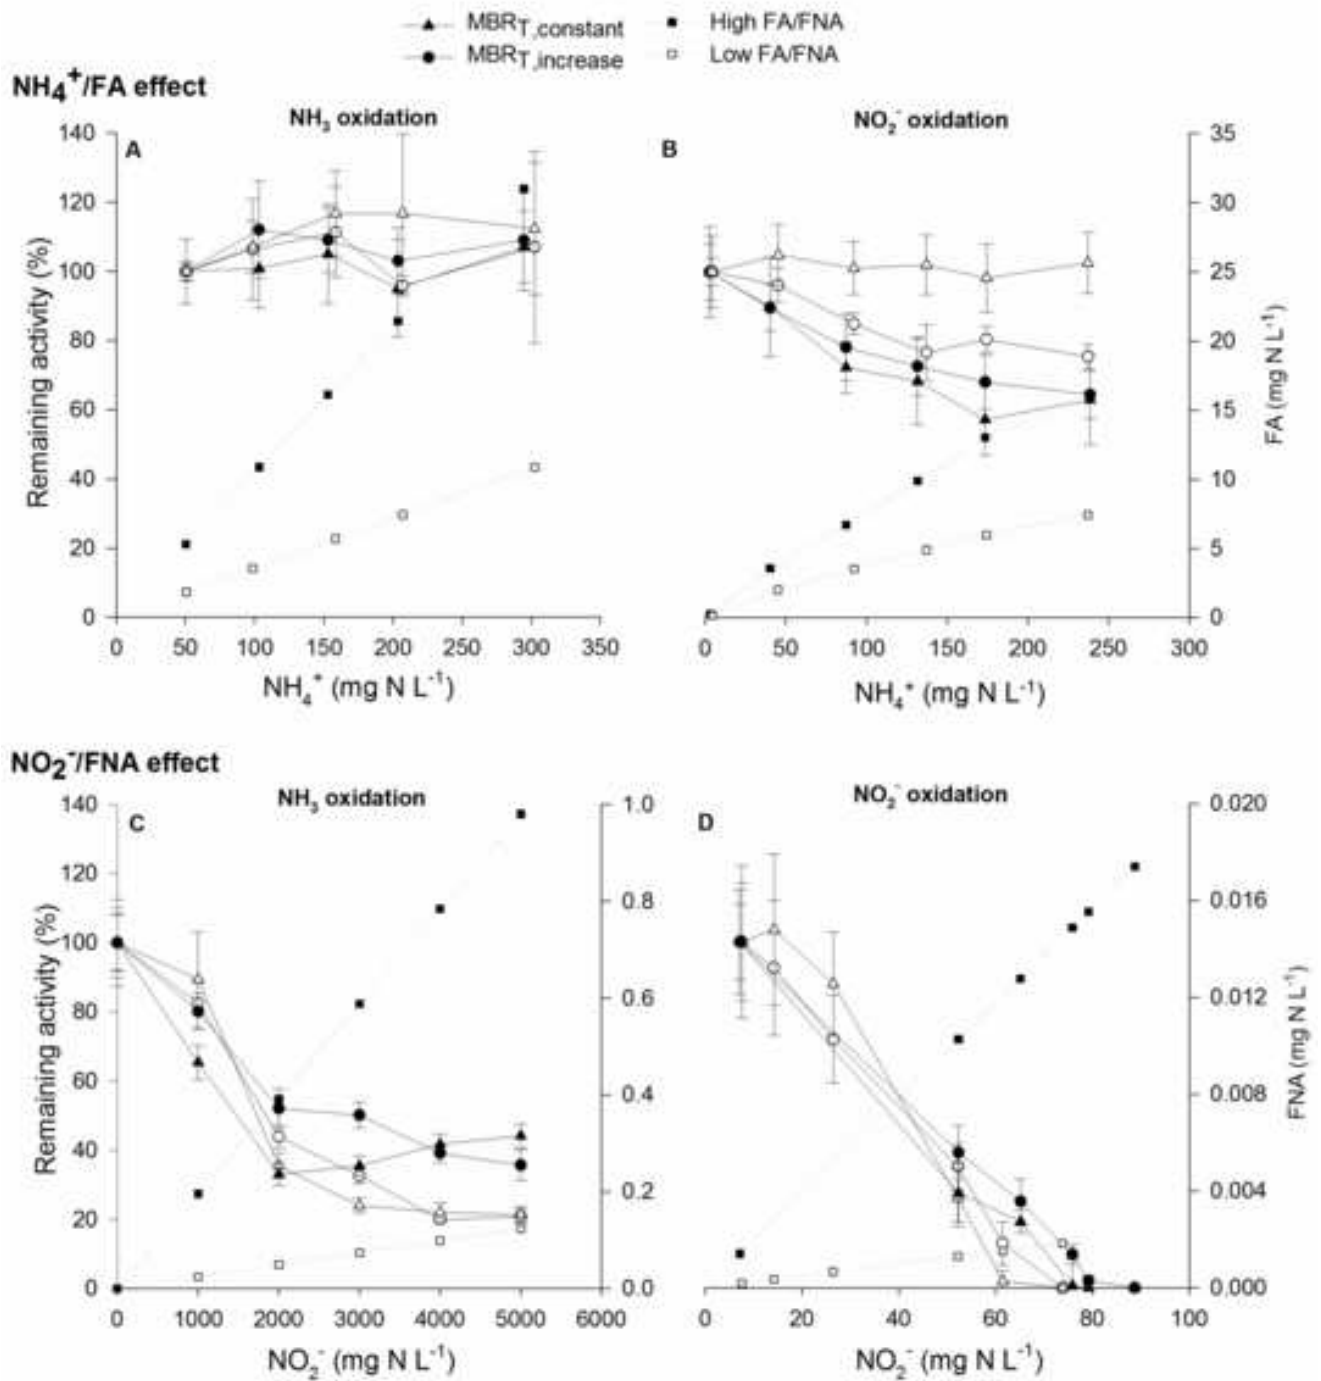 MBR_T,constant High FA/FNA
MBR_T,increase Low FA/FNA
NH₄⁺/FA effect
NH₃ oxidation NO₂⁻ oxidation
A
140
120
100
80
60
40
20
0
Remaining activity (%)
0 50 100 150 200 250 300 350
NH₄⁺ (mg N L⁻¹)
B
35
30
25
20
15
10
5
0
FA (mg N L⁻¹)
0 50 100 150 200 250 300
NH₄⁺ (mg N L⁻¹)
NO₂⁻/FNA effect
NH₃ oxidation NO₂⁻ oxidation
C
140
120
100
80
60
40
20
0
Remaining activity (%)
1.0
0.8
0.6
0.4
0.2
0.0
0 1000 2000 3000 4000 5000 6000
NO₂⁻ (mg N L⁻¹)
D
0.020
0.016
0.012
0.008
0.004
0.000
FNA (mg N L⁻¹)
0 20 40 60 80 100
NO₂⁻ (mg N L⁻¹)